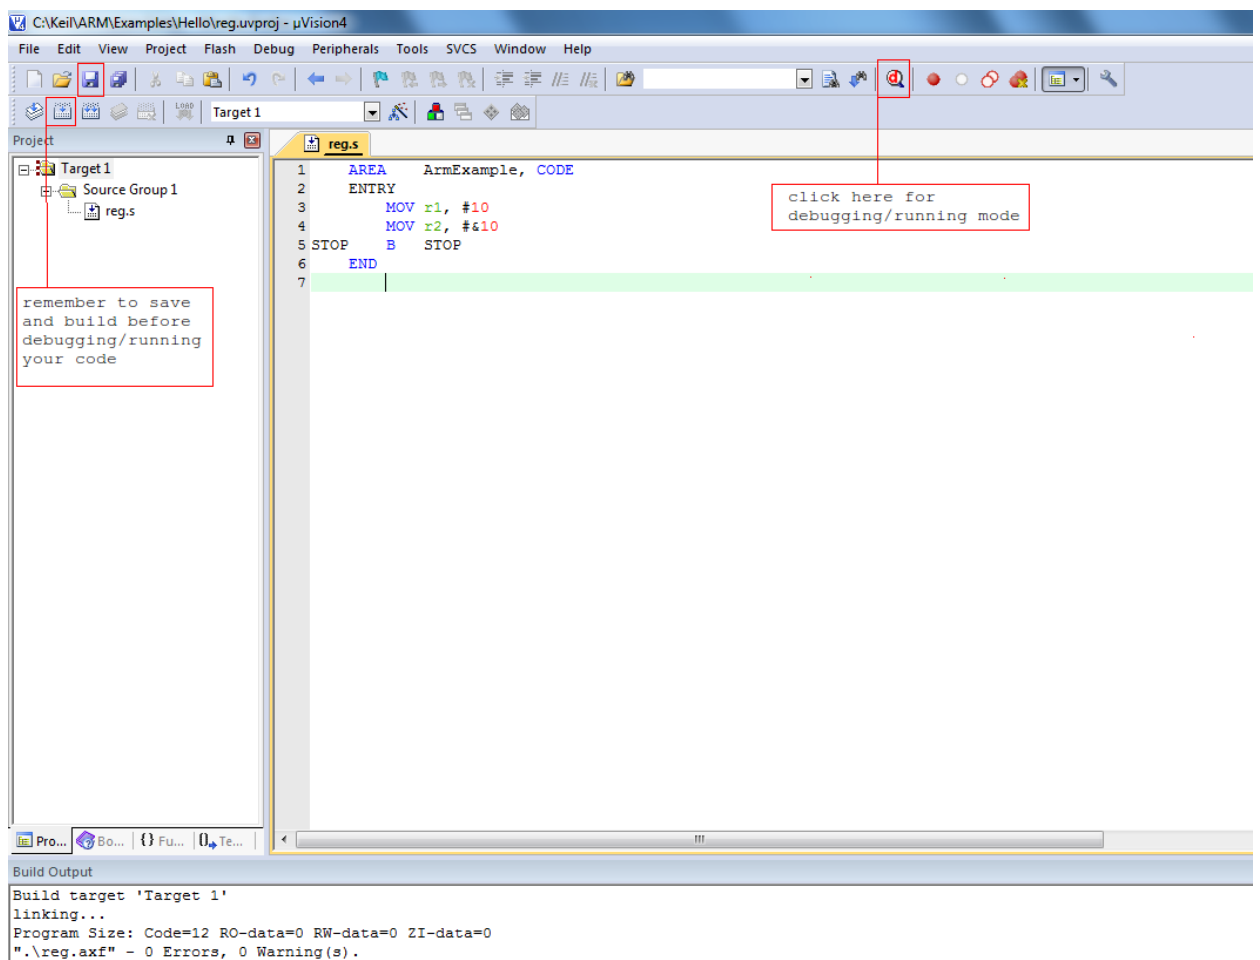 C:\Keil\ARM\Examples\Hello\reg.uvproj - µVision4
File Edit View Project Flash Debug Peripherals Tools SVCS Window Help
LOAD Target 1
Project
reg.s
Target 1
Source Group 1
reg.s
1 AREA ArmExample, CODE
2 ENTRY
3 MOV r1, #10
4 MOV r2, #&10
5 STOP B STOP
6 END
7
click here for
debugging/running mode
remember to save
and build before
debugging/running
your code
Pro... Bo... {} Fu... Te...
Build Output
Build target 'Target 1'
linking...
Program Size: Code=12 RO-data=0 RW-data=0 ZI-data=0
".\reg.axf" - 0 Errors, 0 Warning(s).